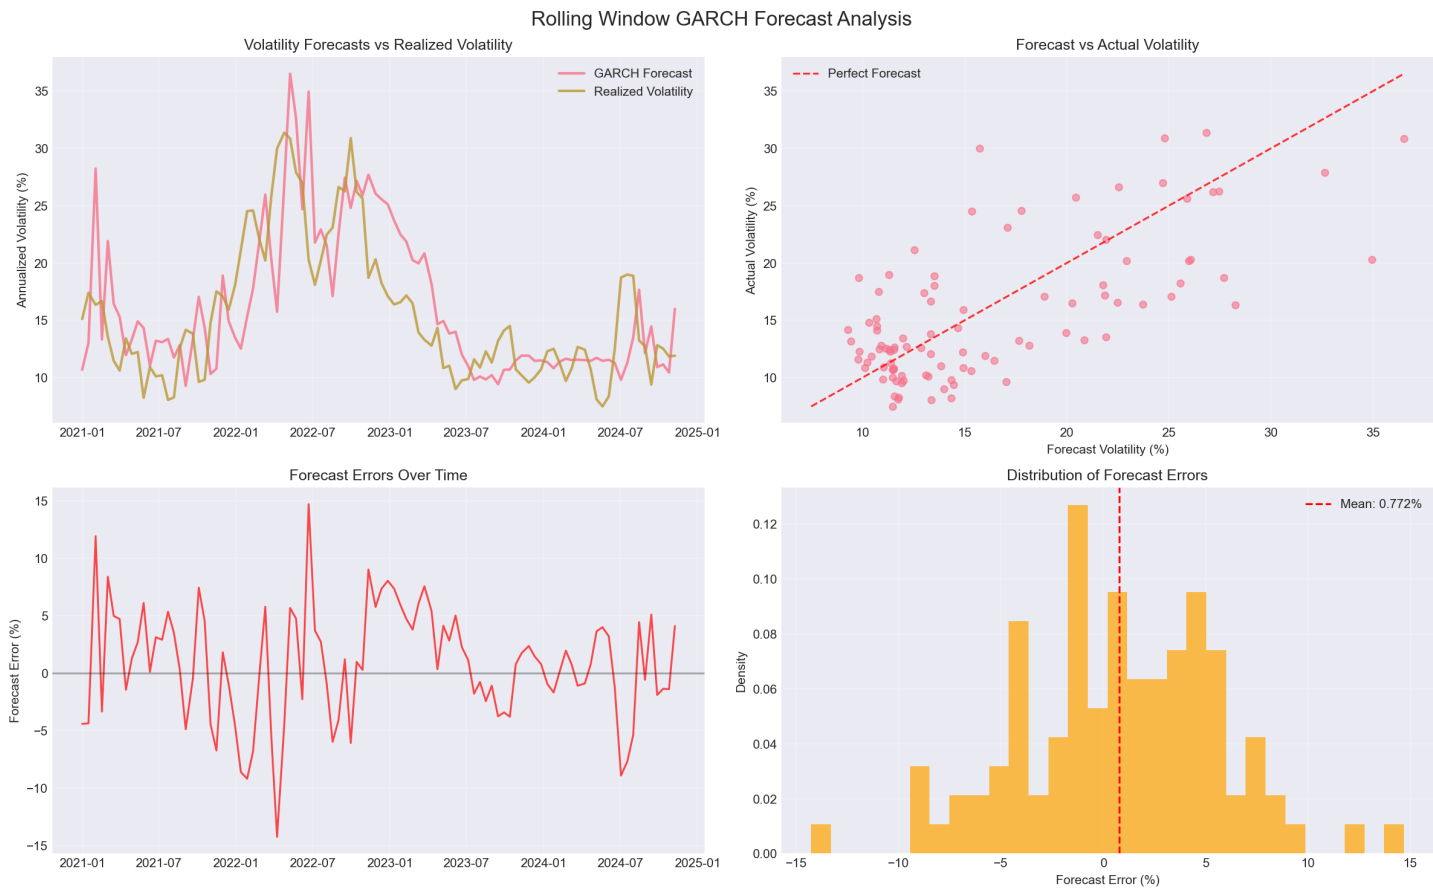 Rolling Window GARCH Forecast Analysis
Volatility Forecasts vs Realized Volatility
Annualized Volatility (%)
35
30
25
20
15
10
GARCH Forecast
Realized Volatility
2021-01 2021-07 2022-01 2022-07 2023-01 2023-07 2024-01 2024-07 2025-01
Forecast vs Actual Volatility
Actual Volatility (%)
35
30
25
20
15
10
Perfect Forecast
10 15 20 25 30 35
Forecast Volatility (%)
Forecast Errors Over Time
Forecast Error (%)
15
10
5
0
−5
−10
−15
2021-01 2021-07 2022-01 2022-07 2023-01 2023-07 2024-01 2024-07 2025-01
Distribution of Forecast Errors
Density
0.12
0.10
0.08
0.06
0.04
0.02
0.00
Mean: 0.772%
−15 −10 −5 0 5 10 15
Forecast Error (%)